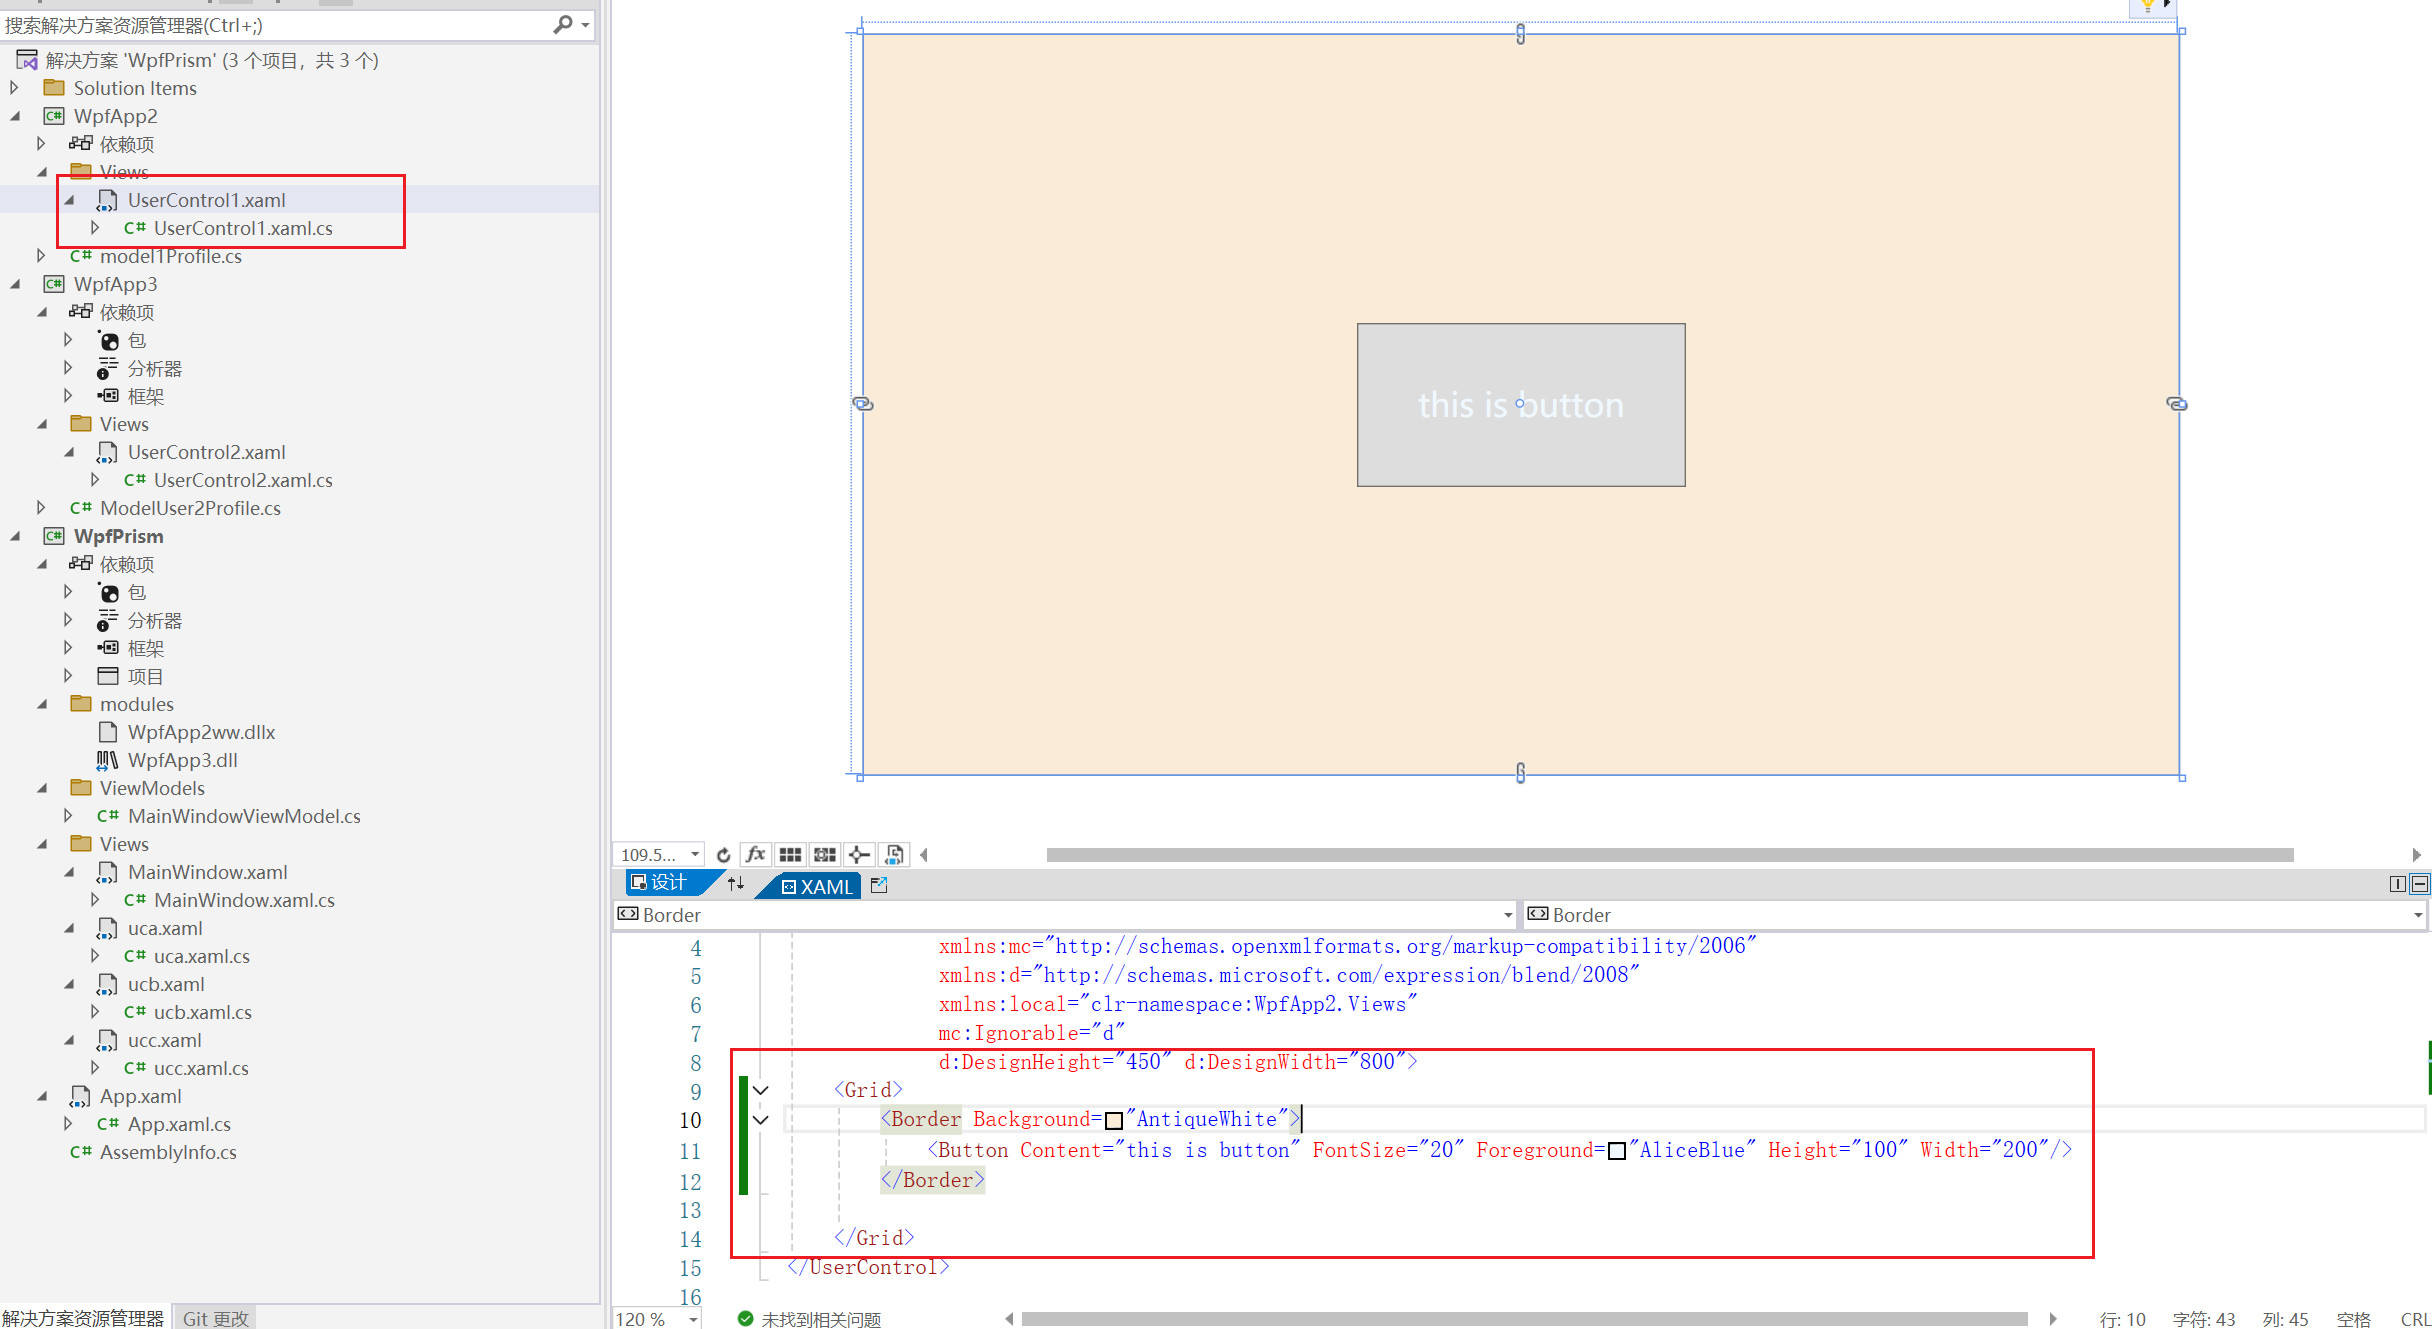 搜索解决方案资源管理器(Ctrl+;)
解决方案 'WpfPrism' (3 个项目，共 3 个)
Solution Items
WpfApp2
依赖项
Views
UserControl1.xaml
UserControl1.xaml.cs
model1Profile.cs
WpfApp3
依赖项
包
分析器
框架
Views
UserControl2.xaml
UserControl2.xaml.cs
ModelUser2Profile.cs
WpfPrism
依赖项
包
分析器
框架
项目
modules
WpfApp2ww.dllx
WpfApp3.dll
ViewModels
MainWindowViewModel.cs
Views
MainWindow.xaml
MainWindow.xaml.cs
uca.xaml
uca.xaml.cs
ucb.xaml
ucb.xaml.cs
ucc.xaml
ucc.xaml.cs
App.xaml
App.xaml.cs
AssemblyInfo.cs
解决方案资源管理器 Git 更改
this is button
109.5...
设计 XAML
Border Border
4 xmlns:mc="http://schemas.openxmlformats.org/markup-compatibility/2006"
5 xmlns:d="http://schemas.microsoft.com/expression/blend/2008"
6 xmlns:local="clr-namespace:WpfApp2.Views"
7 mc:Ignorable="d"
8 d:DesignHeight="450" d:DesignWidth="800">
9 <Grid>
10 <Border Background="AntiqueWhite">
11 <Button Content="this is button" FontSize="20" Foreground="AliceBlue" Height="100" Width="200"/>
12 </Border>
13
14 </Grid>
15 </UserControl>
16
120 % 未找到相关问题 行: 10 字符: 43 列: 45 空格 CRL